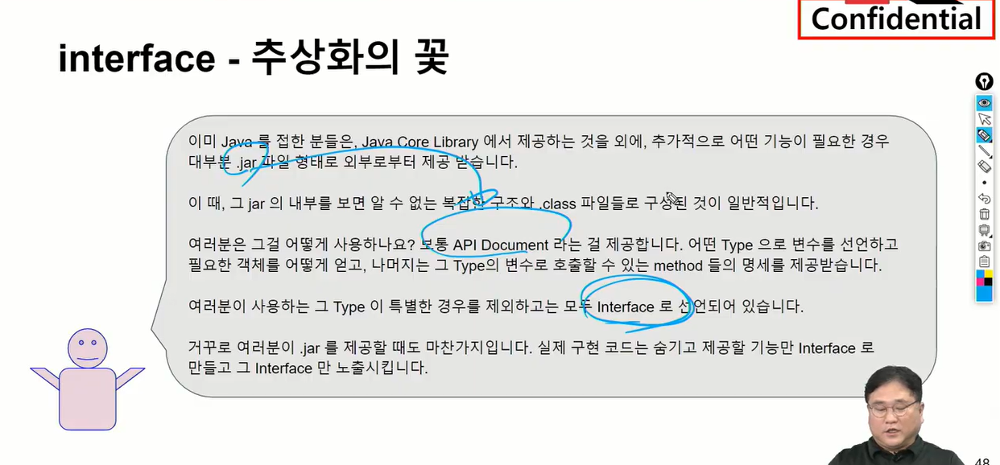 Confidential
interface - 추상화의 꽃
이미 Java 를 접한 분들은, Java Core Library 에서 제공하는 것을 외에, 추가적으로 어떤 기능이 필요한 경우
대부분 .jar 파일 형태로 외부로부터 제공 받습니다.
이 때, 그 jar 의 내부를 보면 알 수 없는 복잡한 구조와 .class 파일들로 구성된 것이 일반적입니다.
여러분은 그걸 어떻게 사용하나요? 보통 API Document 라는 걸 제공합니다. 어떤 Type 으로 변수를 선언하고
필요한 객체를 어떻게 얻고, 나머지는 그 Type의 변수로 호출할 수 있는 method 들의 명세를 제공받습니다.
여러분이 사용하는 그 Type 이 특별한 경우를 제외하고는 모두 Interface 로 선언되어 있습니다.
거꾸로 여러분이 .jar 를 제공할 때도 마찬가지입니다. 실제 구현 코드는 숨기고 제공할 기능만 Interface 로
만들고 그 Interface 만 노출시킵니다.
48